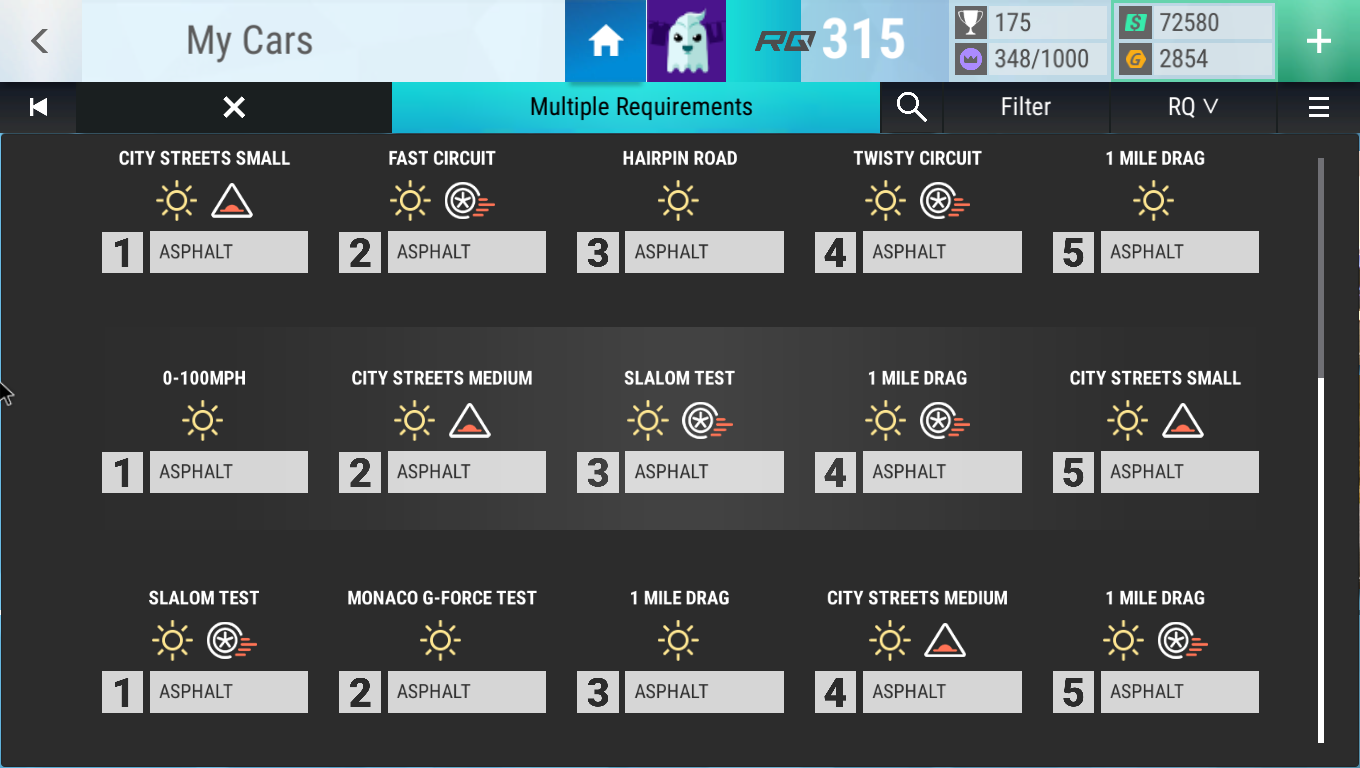 My Cars
RQ 315
175
348/1000
S 72580
G 2854
+
Multiple Requirements
Filter
RQ V
CITY STREETS SMALL FAST CIRCUIT HAIRPIN ROAD TWISTY CIRCUIT 1 MILE DRAG
1 ASPHALT 2 ASPHALT 3 ASPHALT 4 ASPHALT 5 ASPHALT
0-100MPH CITY STREETS MEDIUM SLALOM TEST 1 MILE DRAG CITY STREETS SMALL
1 ASPHALT 2 ASPHALT 3 ASPHALT 4 ASPHALT 5 ASPHALT
SLALOM TEST MONACO G-FORCE TEST 1 MILE DRAG CITY STREETS MEDIUM 1 MILE DRAG
1 ASPHALT 2 ASPHALT 3 ASPHALT 4 ASPHALT 5 ASPHALT